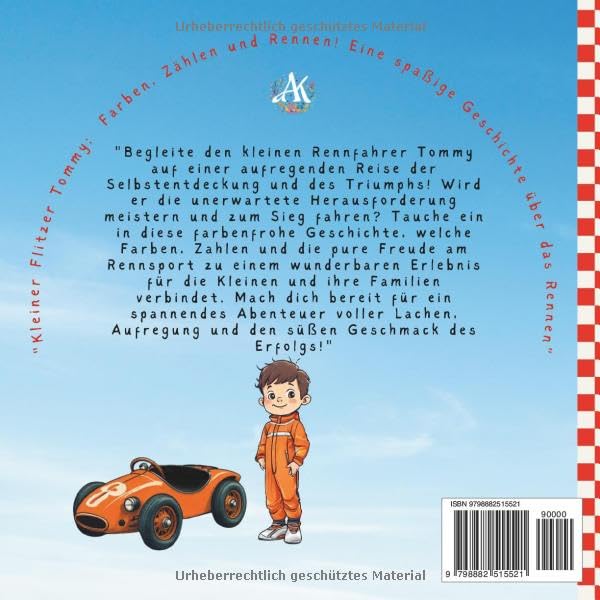 Urheberrechtlich geschütztes Material
"Kleiner Flitzer Tommy: Farben, Zählen und Rennen! Eine spaßige Geschichte über das Rennen"
AK
"Begleite den kleinen Rennfahrer Tommy
auf einer aufregenden Reise der
Selbstentdeckung und des Triumphs! Wird
er die unerwartete Herausforderung
meistern und zum Sieg fahren? Tauche ein
in diese farbenfrohe Geschichte, welche
Farben, Zahlen und die pure Freude am
Rennsport zu einem wunderbaren Erlebnis
für die Kleinen und ihre Familien
verbindet. Mach dich bereit für ein
spannendes Abenteuer voller Lachen,
Aufregung und den süßen Geschmack des
Erfolgs!"
ISBN 9798882515521
90000
9 798882 515521
Urheberrechtlich geschütztes Material